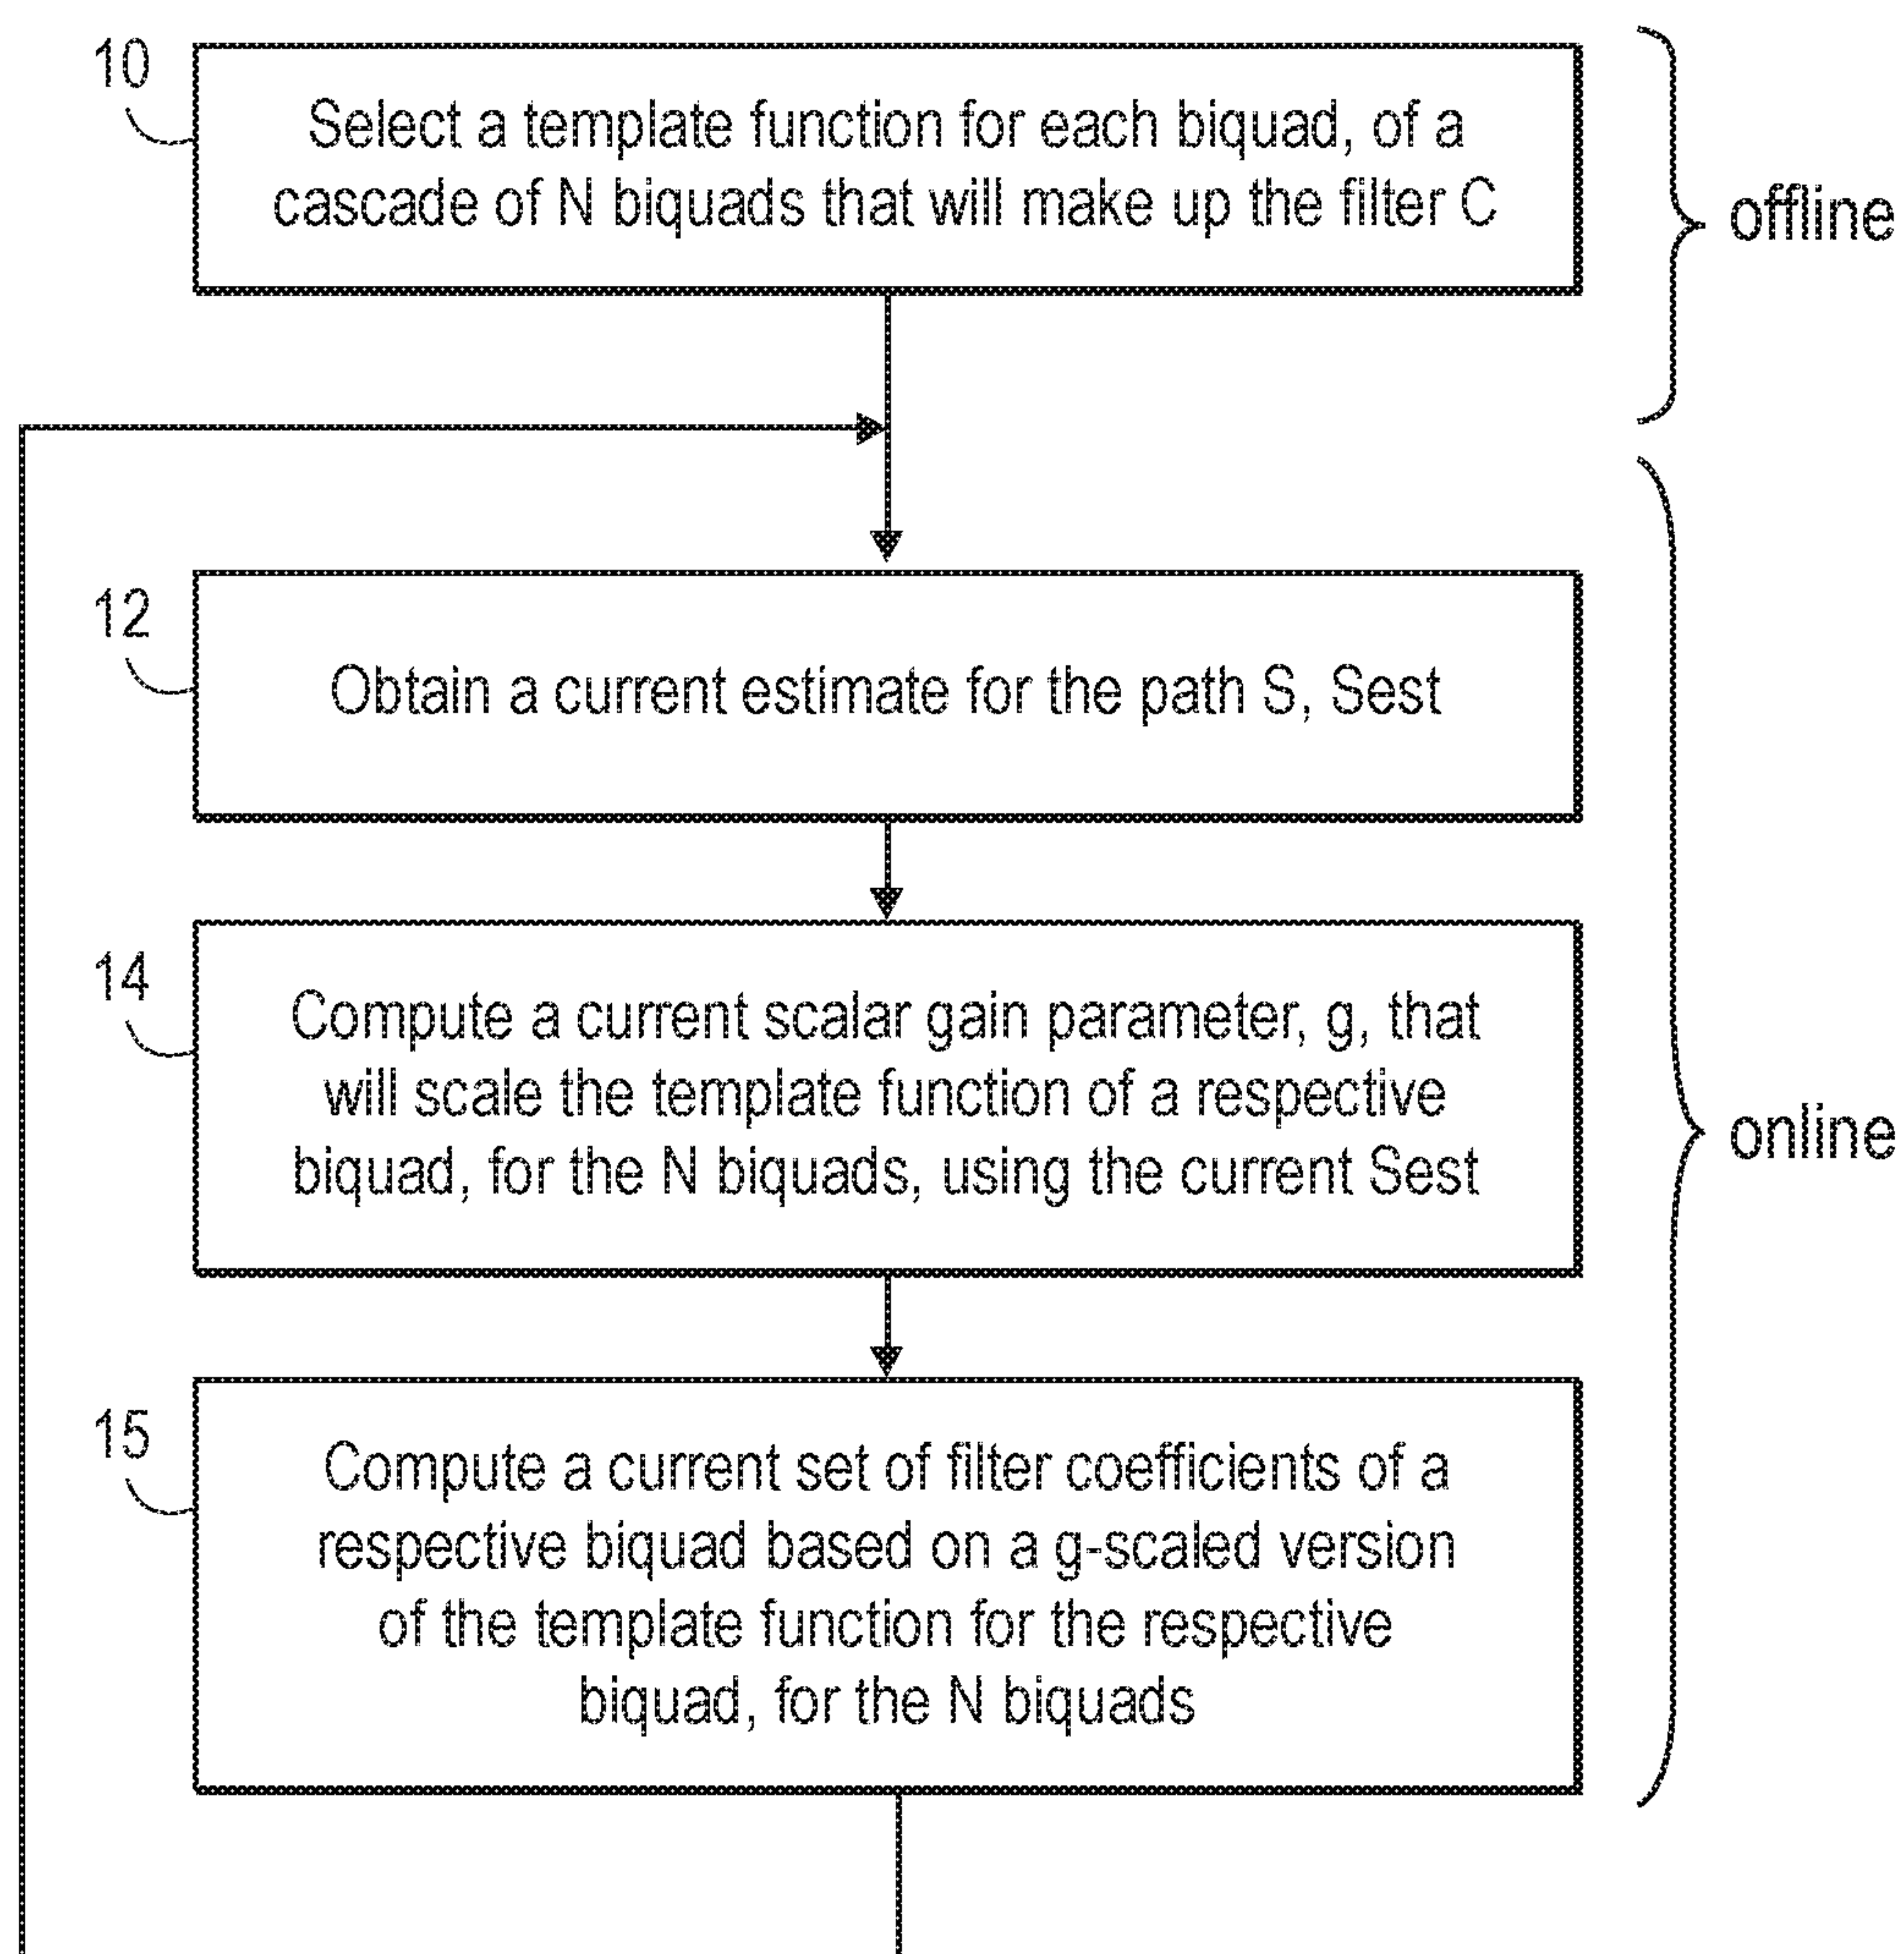 10
Select a template function for each biquad, of a
cascade of N biquads that will make up the filter C
offline
12
Obtain a current estimate for the path S, Sest
14
Compute a current scalar gain parameter, g, that
will scale the template function of a respective
biquad, for the N biquads, using the current Sest
online
15
Compute a current set of filter coefficients of a
respective biquad based on a g-scaled version
of the template function for the respective
biquad, for the N biquads